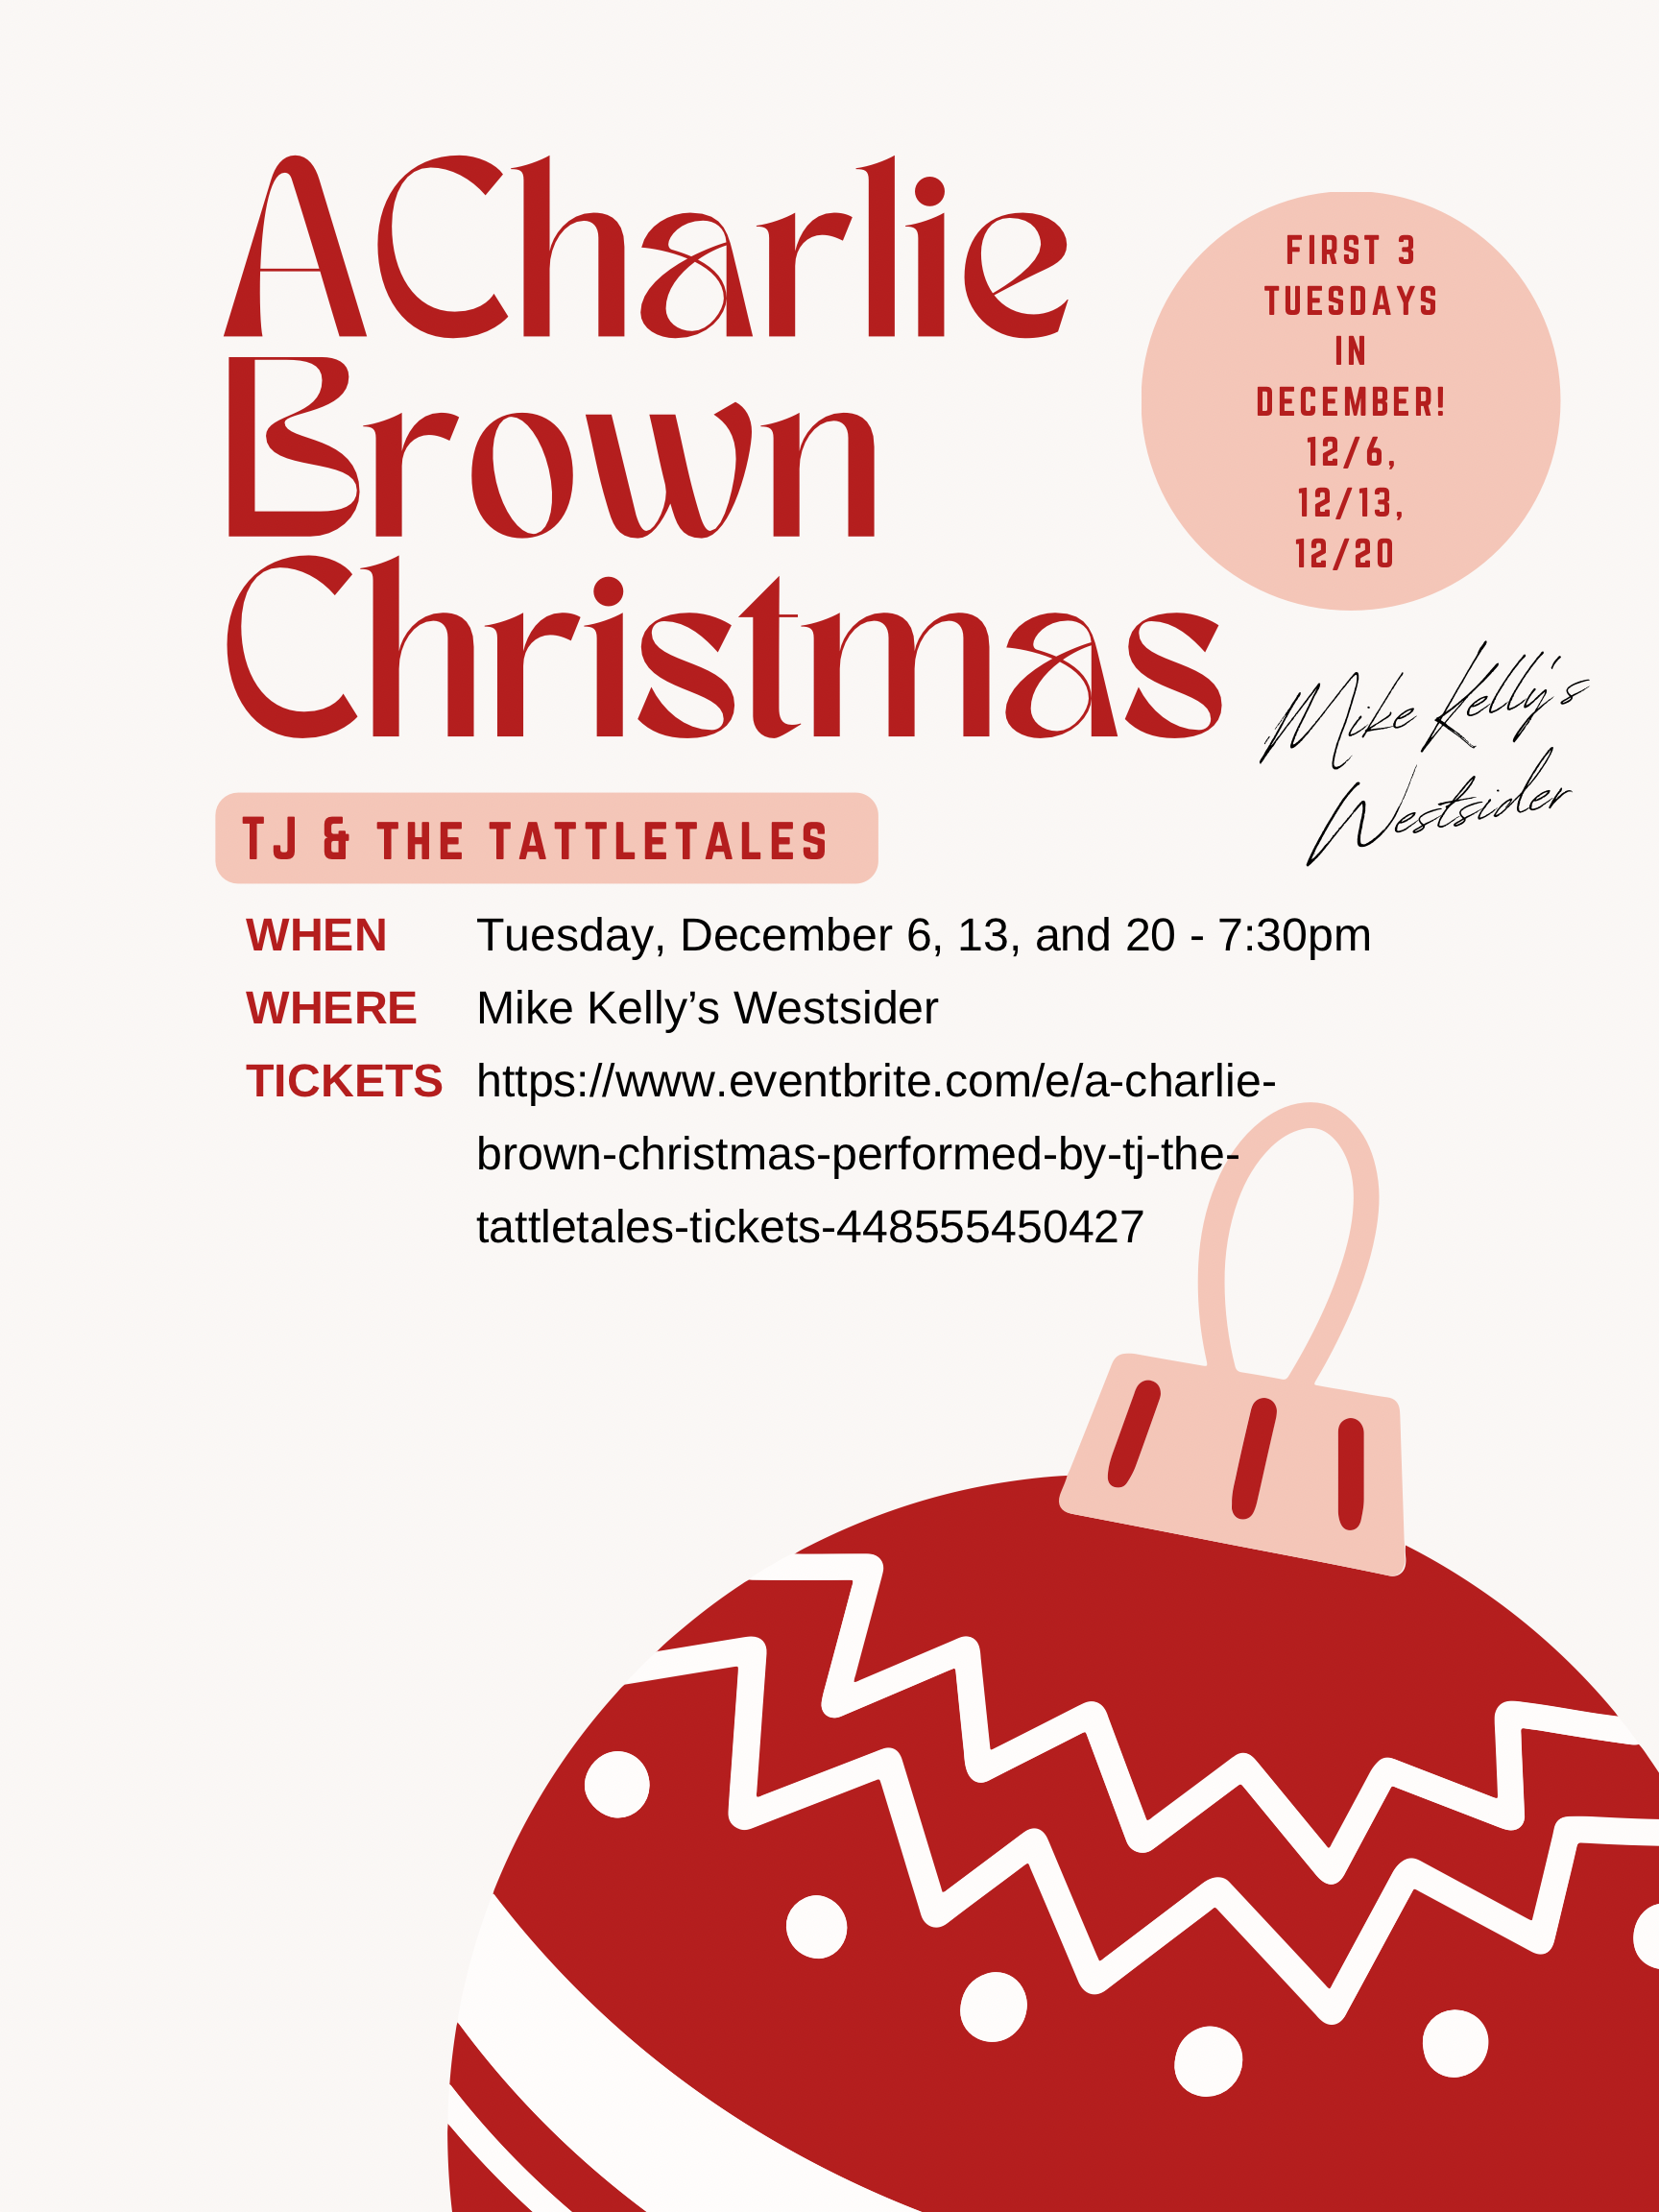 A Charlie
Brown
Christmas
FIRST 3
TUESDAYS
IN
DECEMBER!
12/6,
12/13,
12/20
Mike Kelly's
Westsider
TJ & THE TATTLETALES
WHEN Tuesday, December 6, 13, and 20 - 7:30pm
WHERE Mike Kelly’s Westsider
TICKETS https://www.eventbrite.com/e/a-charlie-
brown-christmas-performed-by-tj-the-
tattletales-tickets-448555450427